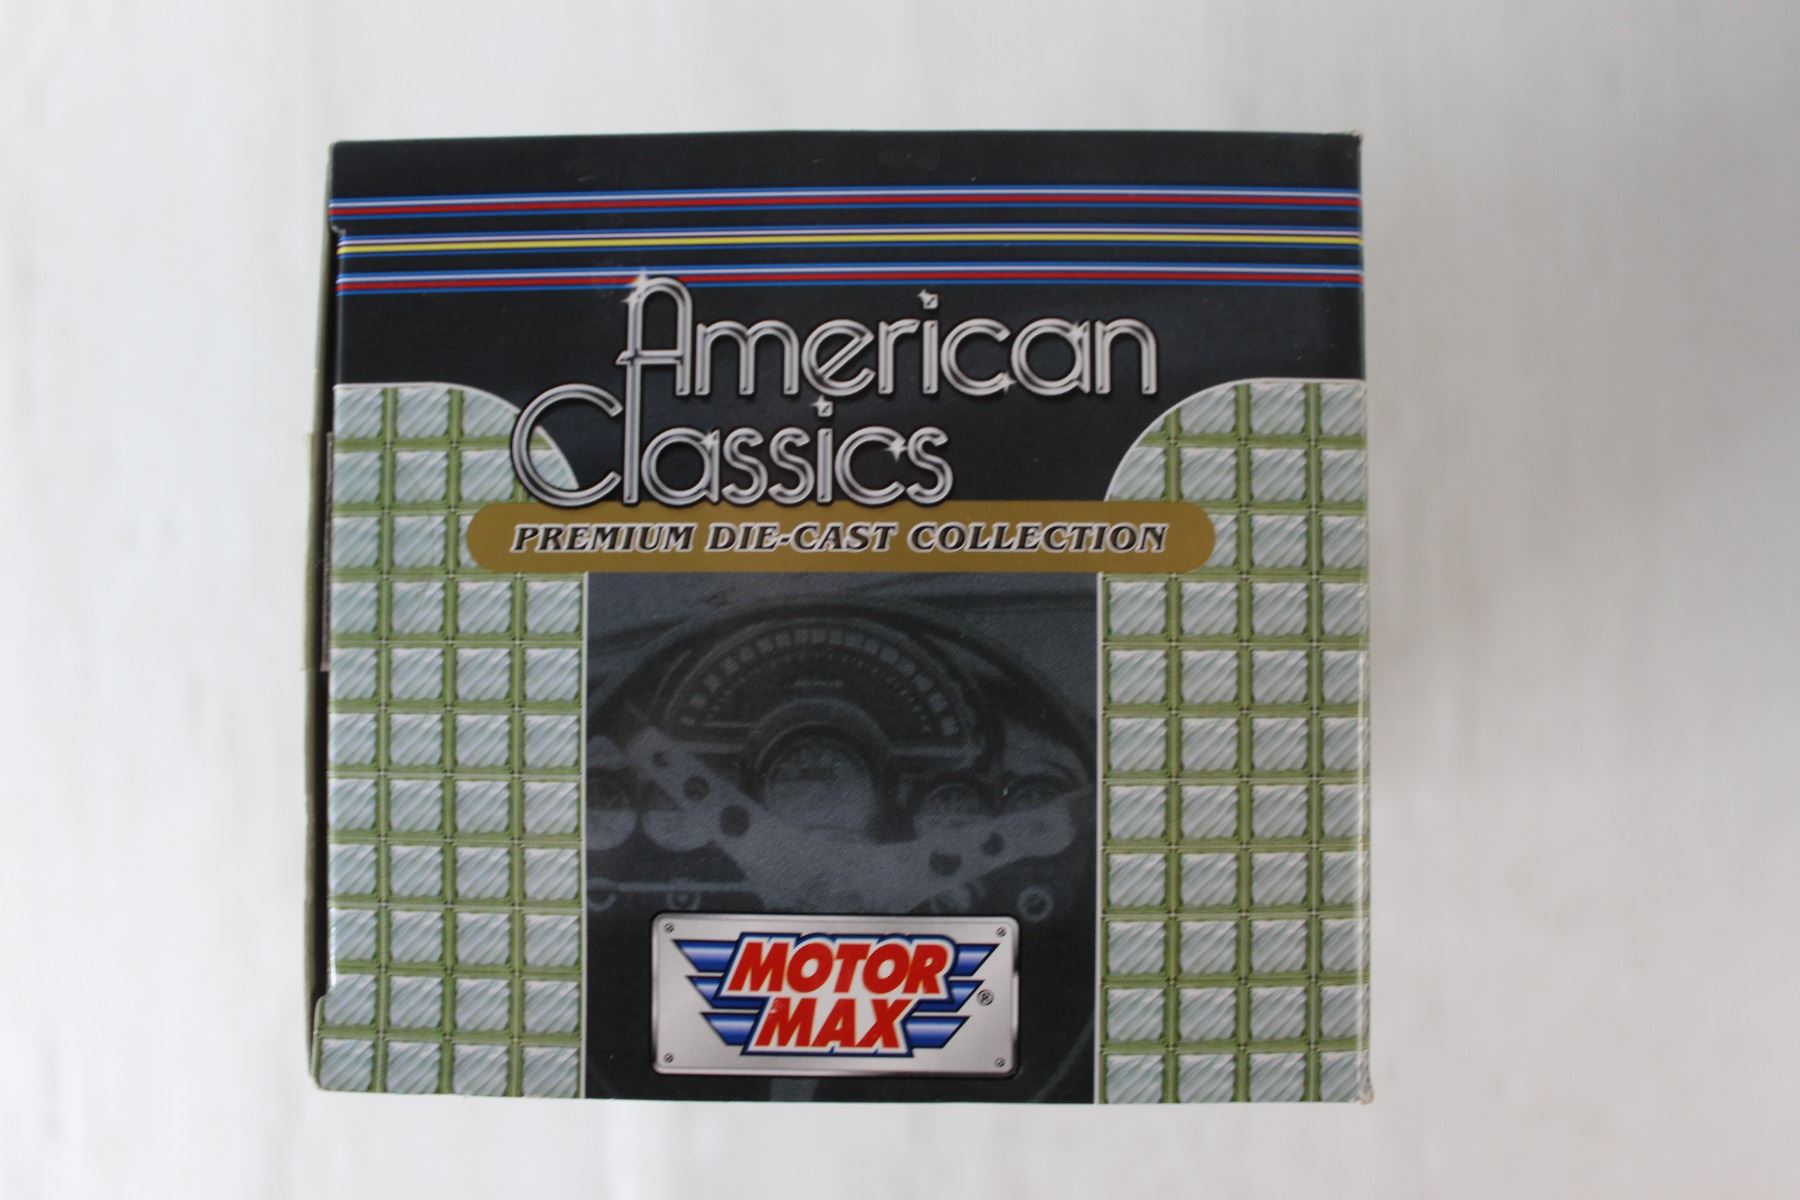 American
Classics
PREMIUM DIE-CAST COLLECTION
MOTOR
MAX
®